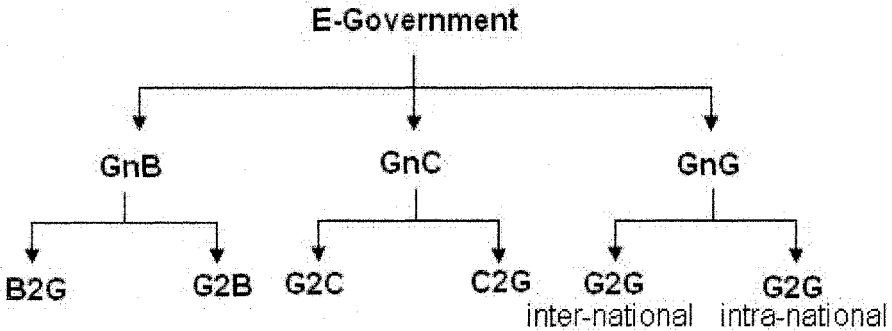 E-Government
GnB GnC GnG
B2G G2B G2C C2G G2G G2G
inter-national intra-national